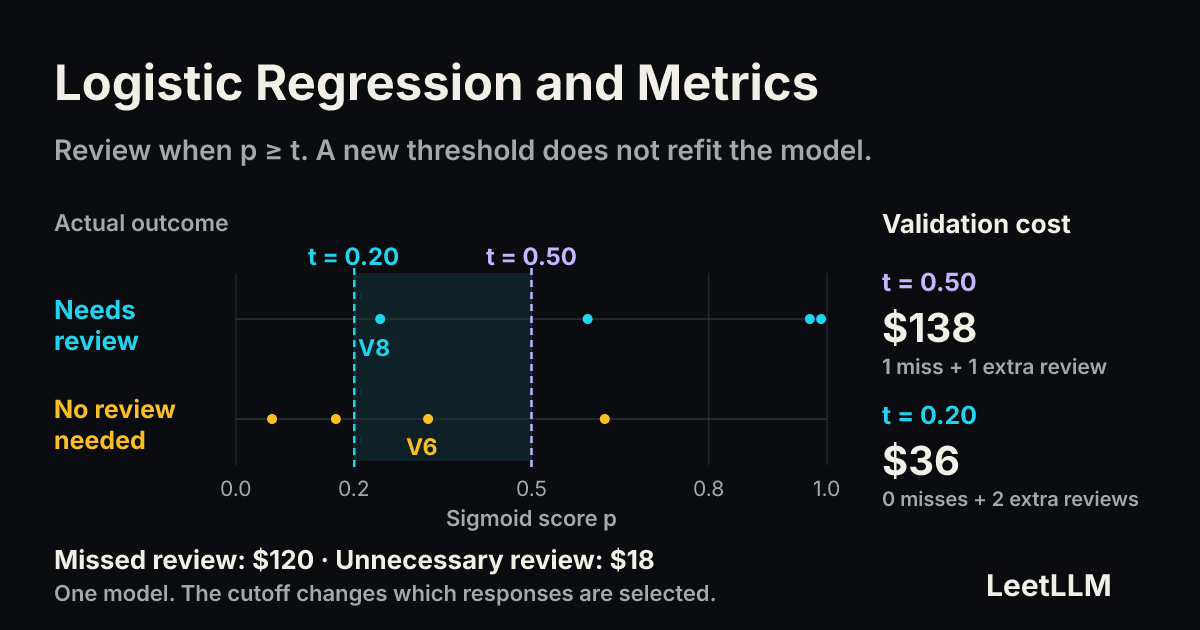 Logistic Regression and Metrics
Review when p ≥ t. A new threshold does not refit the model.
Actual outcome
t = 0.20
t = 0.50
Needs
review
V8
No review
needed
V6
0.0
0.2
0.5
0.8
1.0
Sigmoid score p
Validation cost
t = 0.50
$138
1 miss + 1 extra review
t = 0.20
$36
0 misses + 2 extra reviews
Missed review: $120 · Unnecessary review: $18
One model. The cutoff changes which responses are selected.
LeetLLM